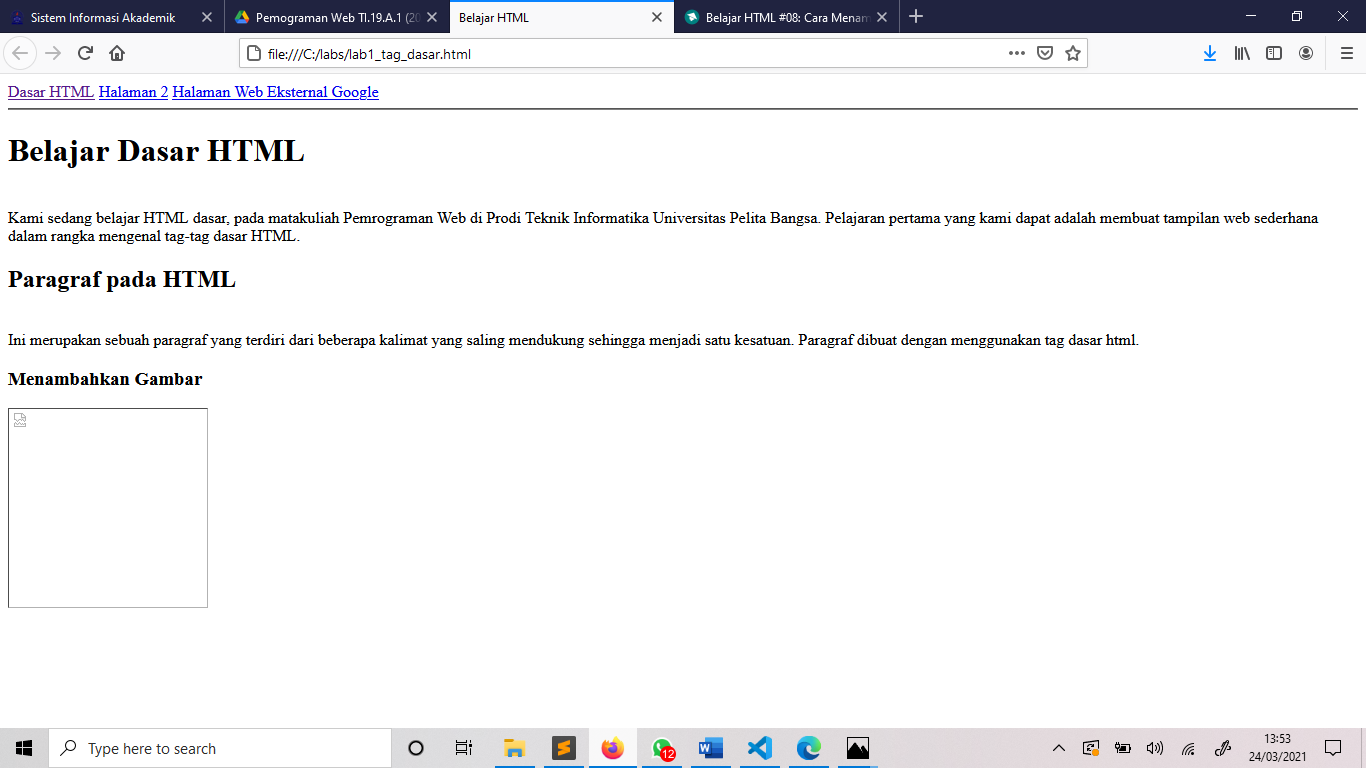 Sistem Informasi Akademik
Pemograman Web TI.19.A.1 (20
Belajar HTML
Belajar HTML #08: Cara Menam
file:///C:/labs/lab1_tag_dasar.html
Dasar HTML Halaman 2 Halaman Web Eksternal Google
Belajar Dasar HTML
Kami sedang belajar HTML dasar, pada matakuliah Pemrograman Web di Prodi Teknik Informatika Universitas Pelita Bangsa. Pelajaran pertama yang kami dapat adalah membuat tampilan web sederhana
dalam rangka mengenal tag-tag dasar HTML.
Paragraf pada HTML
Ini merupakan sebuah paragraf yang terdiri dari beberapa kalimat yang saling mendukung sehingga menjadi satu kesatuan. Paragraf dibuat dengan menggunakan tag dasar html.
Menambahkan Gambar
Type here to search
12
13:53
24/03/2021